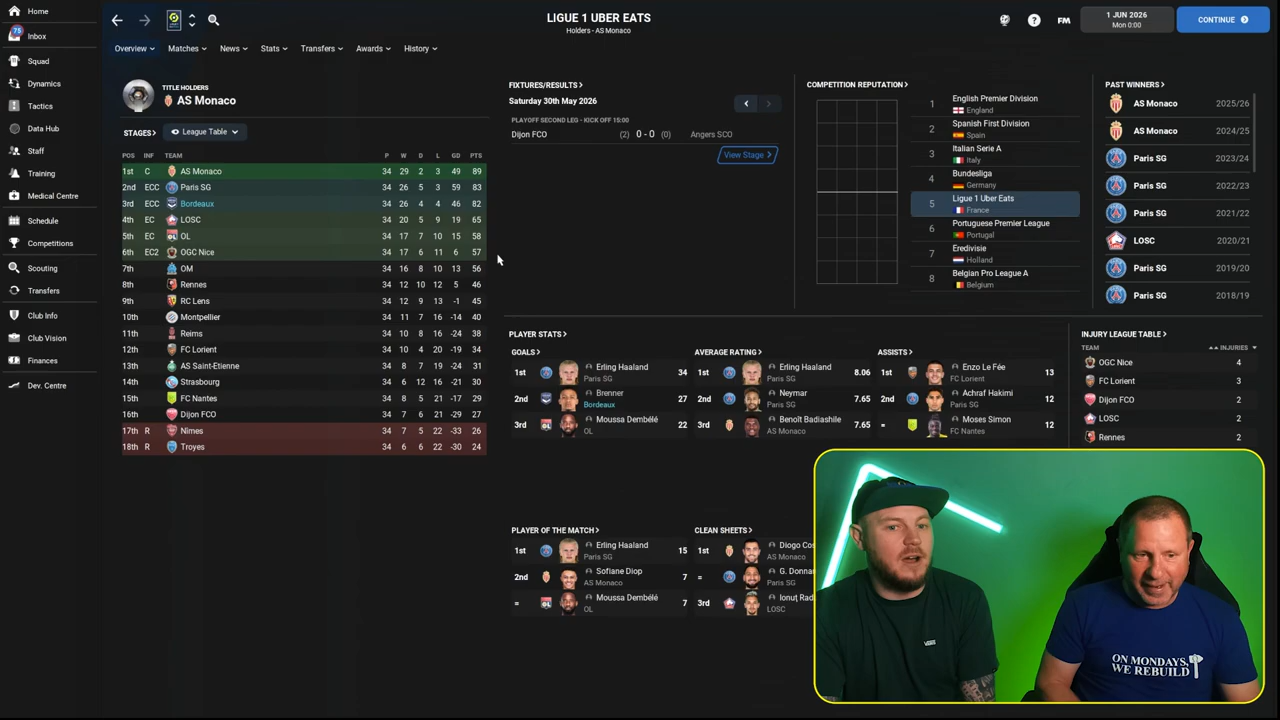 Home
75
Inbox
Squad
Dynamics
Tactics
Data Hub
Staff
Training
Medical Centre
Schedule
Competitions
Scouting
Transfers
Club Info
Club Vision
Finances
Dev. Centre
LIGUE 1 UBER EATS
Holders - AS Monaco
FM
1 JUN 2026
Mon 0:00
CONTINUE
Overview
Matches
News
Stats
Transfers
Awards
History
TITLE HOLDERS
AS Monaco
STAGES
League Table
POS INF TEAM P W D L GD PTS
1st C AS Monaco 34 29 2 3 49 89
2nd ECC Paris SG 34 26 5 3 59 83
3rd ECC Bordeaux 34 26 4 4 46 82
4th EC LOSC 34 20 5 9 19 65
5th EC OL 34 17 7 10 15 58
6th EC2 OGC Nice 34 17 6 11 6 57
7th OM 34 16 8 10 13 56
8th Rennes 34 12 10 12 5 46
9th RC Lens 34 12 9 13 -1 45
10th Montpellier 34 11 7 16 -14 40
11th Reims 34 10 8 16 -24 38
12th FC Lorient 34 10 4 20 -19 34
13th AS Saint-Etienne 34 7 10 17 -24 31
14th Strasbourg 34 6 12 16 -21 30
15th FC Nantes 34 8 5 21 -17 29
16th Dijon FCO 34 7 6 21 -29 27
17th R Nîmes 34 7 5 22 -33 26
18th R Troyes 34 6 6 22 -30 24
FIXTURES/RESULTS
Saturday 30th May 2026
PLAYOFF SECOND LEG - KICK OFF 15:00
Dijon FCO (2) 0 - 0 (0) Angers SCO
View Stage
COMPETITION REPUTATION
1 English Premier Division
England
2 Spanish First Division
Spain
3 Italian Serie A
Italy
4 Bundesliga
Germany
5 Ligue 1 Uber Eats
France
6 Portuguese Premier League
Portugal
7 Eredivisie
Holland
8 Belgian Pro League A
Belgium
PAST WINNERS
AS Monaco 2025/26
AS Monaco 2024/25
Paris SG 2023/24
Paris SG 2022/23
Paris SG 2021/22
LOSC 2020/21
Paris SG 2019/20
Paris SG 2018/19
PLAYER STATS
GOALS
1st Erling Haaland 34
Paris SG
2nd Brenner 27
Bordeaux
3rd Moussa Dembélé 22
OL
AVERAGE RATING
1st Erling Haaland 8.06
Paris SG
2nd Neymar 7.65
Paris SG
3rd Benoît Badiashile 7.65
AS Monaco
ASSISTS
1st Enzo Le Fée 13
FC Lorient
2nd Achraf Hakimi 12
Paris SG
= Moses Simon 12
FC Nantes
INJURY LEAGUE TABLE
TEAM INJURIES
OGC Nice 4
FC Lorient 3
Dijon FCO 2
LOSC 2
Rennes 2
PLAYER OF THE MATCH
1st Erling Haaland 15
Paris SG
2nd Sofiane Diop 7
AS Monaco
= Moussa Dembélé 7
OL
CLEAN SHEETS
1st Diogo Cos
AS Monaco
= G. Donnar
Paris SG
3rd Ionuț Rad
LOSC
VANS
ON MONDAYS,
WE REBUILD